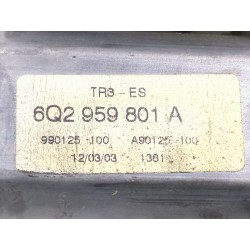 TR3 - ES
6Q2 959 801 A
990125-100 A90125-100
12/03/03 1361